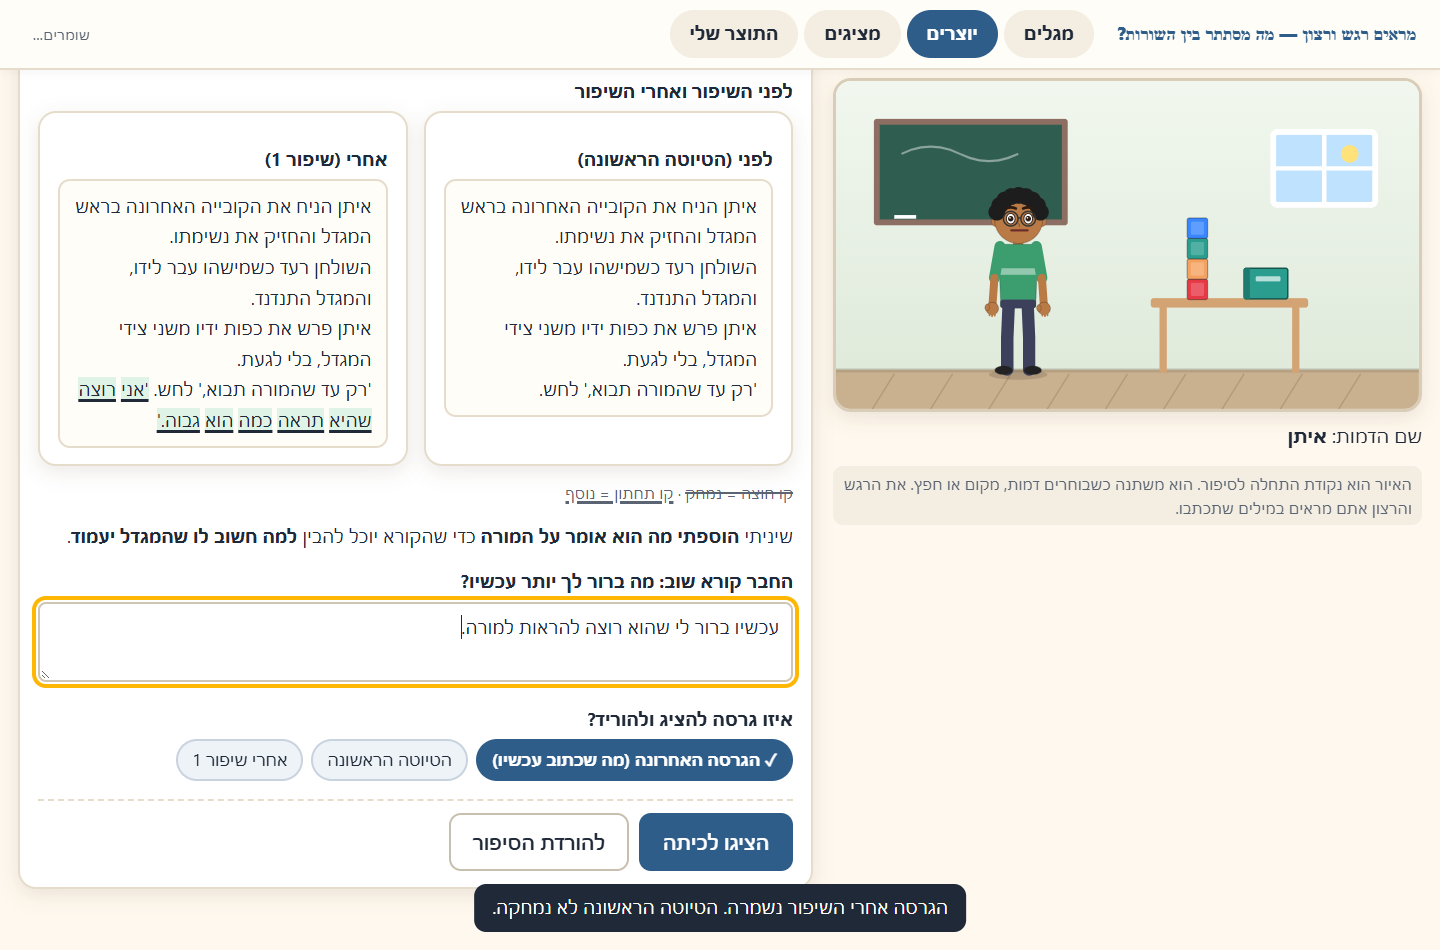 מראים רגש ורצון — מה מסתתר בין השורות?
מגלים
יוצרים
מציגים
התוצר שלי
שומרים...
שם הדמות: איתן
האיור הוא נקודת התחלה לסיפור. הוא משתנה כשבוחרים דמות, מקום או חפץ. את הרגש
והרצון אתם מראים במילים שתכתבו.
לפני השיפור ואחרי השיפור
לפני (הטיוטה הראשונה)
איתן הניח את הקובייה האחרונה בראש
המגדל והחזיק את נשימתו.
השולחן רעד כשמישהו עבר לידו,
והמגדל התנדנד.
איתן פרש את כפות ידיו משני צידי
המגדל, בלי לגעת.
'רק עד שהמורה תבוא,' לחש.
אחרי (שיפור 1)
איתן הניח את הקובייה האחרונה בראש
המגדל והחזיק את נשימתו.
השולחן רעד כשמישהו עבר לידו,
והמגדל התנדנד.
איתן פרש את כפות ידיו משני צידי
המגדל, בלי לגעת.
'רק עד שהמורה תבוא,' לחש. 'אני רוצה
שהיא תראה כמה הוא גבוה.'
קו חוצה = נמחק · קו תחתון = נוסף
שיניתי הוספתי מה הוא אומר על המורה כדי שהקורא יוכל להבין למה חשוב לו שהמגדל יעמוד.
החבר קורא שוב: מה ברור לך יותר עכשיו?
עכשיו ברור לי שהוא רוצה להראות למורה.
איזו גרסה להציג ולהוריד?
✓ הגרסה האחרונה (מה שכתוב עכשיו)
הטיוטה הראשונה
אחרי שיפור 1
הציגו לכיתה
להורדת הסיפור
הגרסה אחרי השיפור נשמרה. הטיוטה הראשונה לא נמחקה.